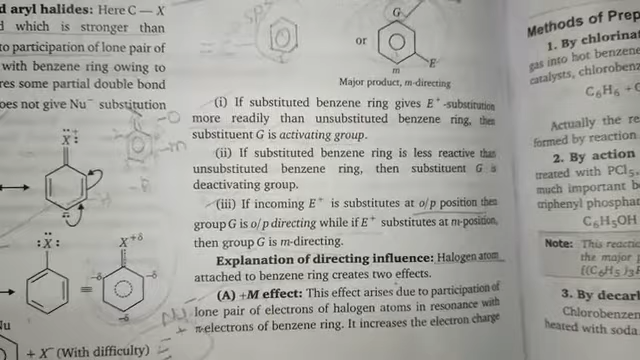 d aryl halides: Here C — X
which is stronger than
to participation of lone pair of
with benzene ring owing to
res some partial double bond
oes not give Nu⁻ substitution
X
X
X+δ
−δ
−δ
−δ
Nu
+ X⁻ (With difficulty)
or
G
E
m
Major product, m-directing
(i) If substituted benzene ring gives E⁺-substitution
more readily than unsubstituted benzene ring, then
substituent G is activating group.
(ii) If substituted benzene ring is less reactive than
unsubstituted benzene ring, then substituent G is
deactivating group.
(iii) If incoming E⁺ is substitutes at o/p position then
group G is o/p directing while if E⁺ substitutes at m-position,
then group G is m-directing.
Explanation of directing influence: Halogen atom
attached to benzene ring creates two effects.
(A) +M effect: This effect arises due to participation of
lone pair of electrons of halogen atoms in resonance with
π-electrons of benzene ring. It increases the electron charge
Methods of Prep
1. By chlorinat
gas into hot benzene
catalysts, chlorobenz
C₆H₆ + C
Actually the re
formed by reaction
2. By action
treated with PCl₅,
much important b
triphenyl phosphat
C₆H₅OH
Note: This reactio
the major p
[(C₆H₅)₃P
3. By decarb
Chlorobenzen
heated with soda